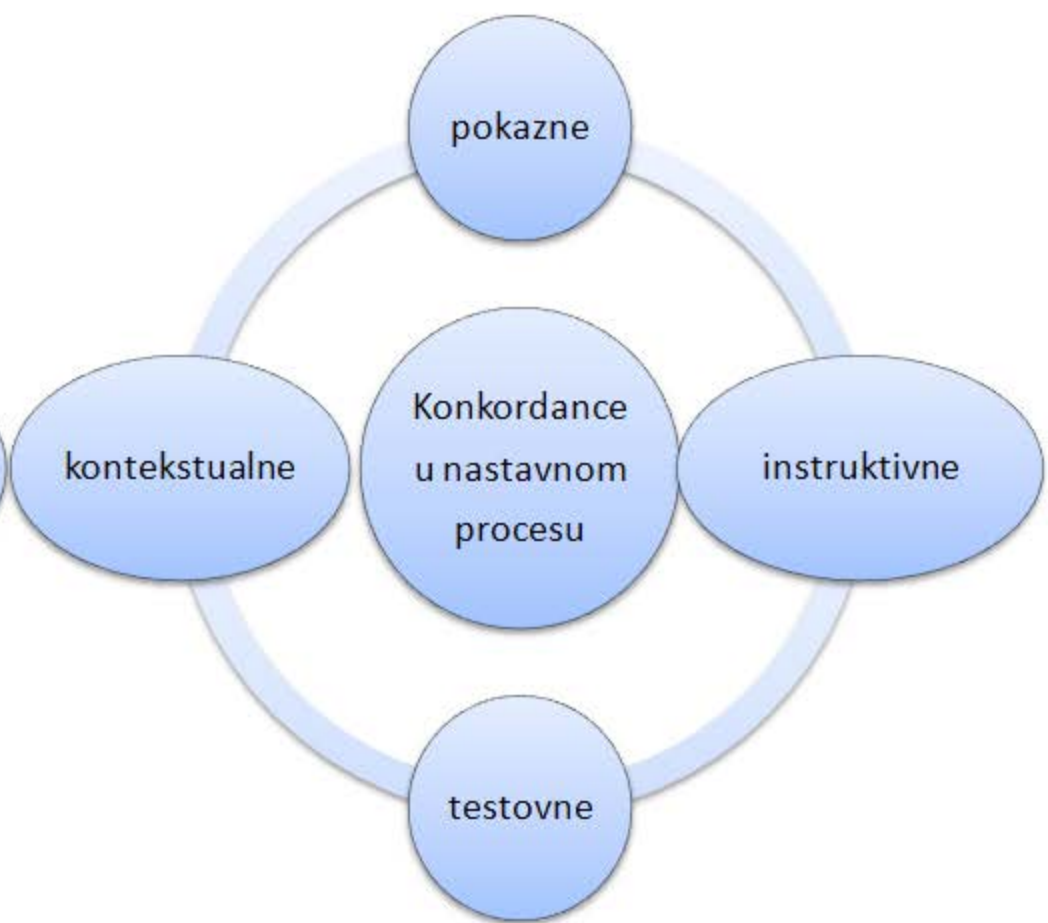 pokazne
kontekstualne
Konkordance
u nastavnom
procesu
instruktivne
testovne